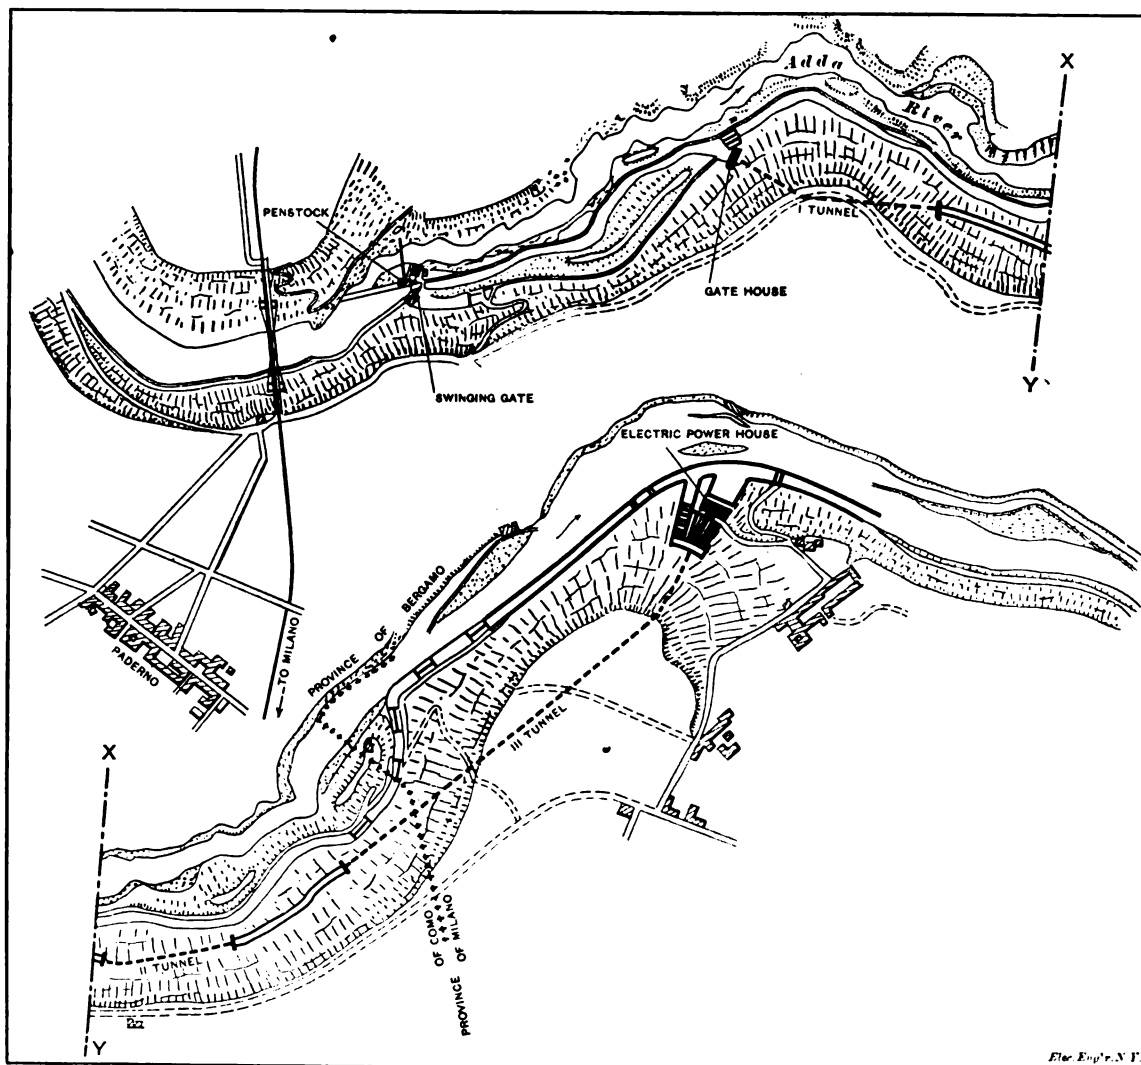 X
Adda
River
PENSTOCK
I TUNNEL
GATE HOUSE
Y
SWINGING GATE
ELECTRIC POWER HOUSE
PROVINCE OF BERGAMO
TO MILANO
PADERNO
III TUNNEL
X
OF COMO
PROVINCE OF MILANO
II TUNNEL
Y
Elec. Eng'r. N.Y.